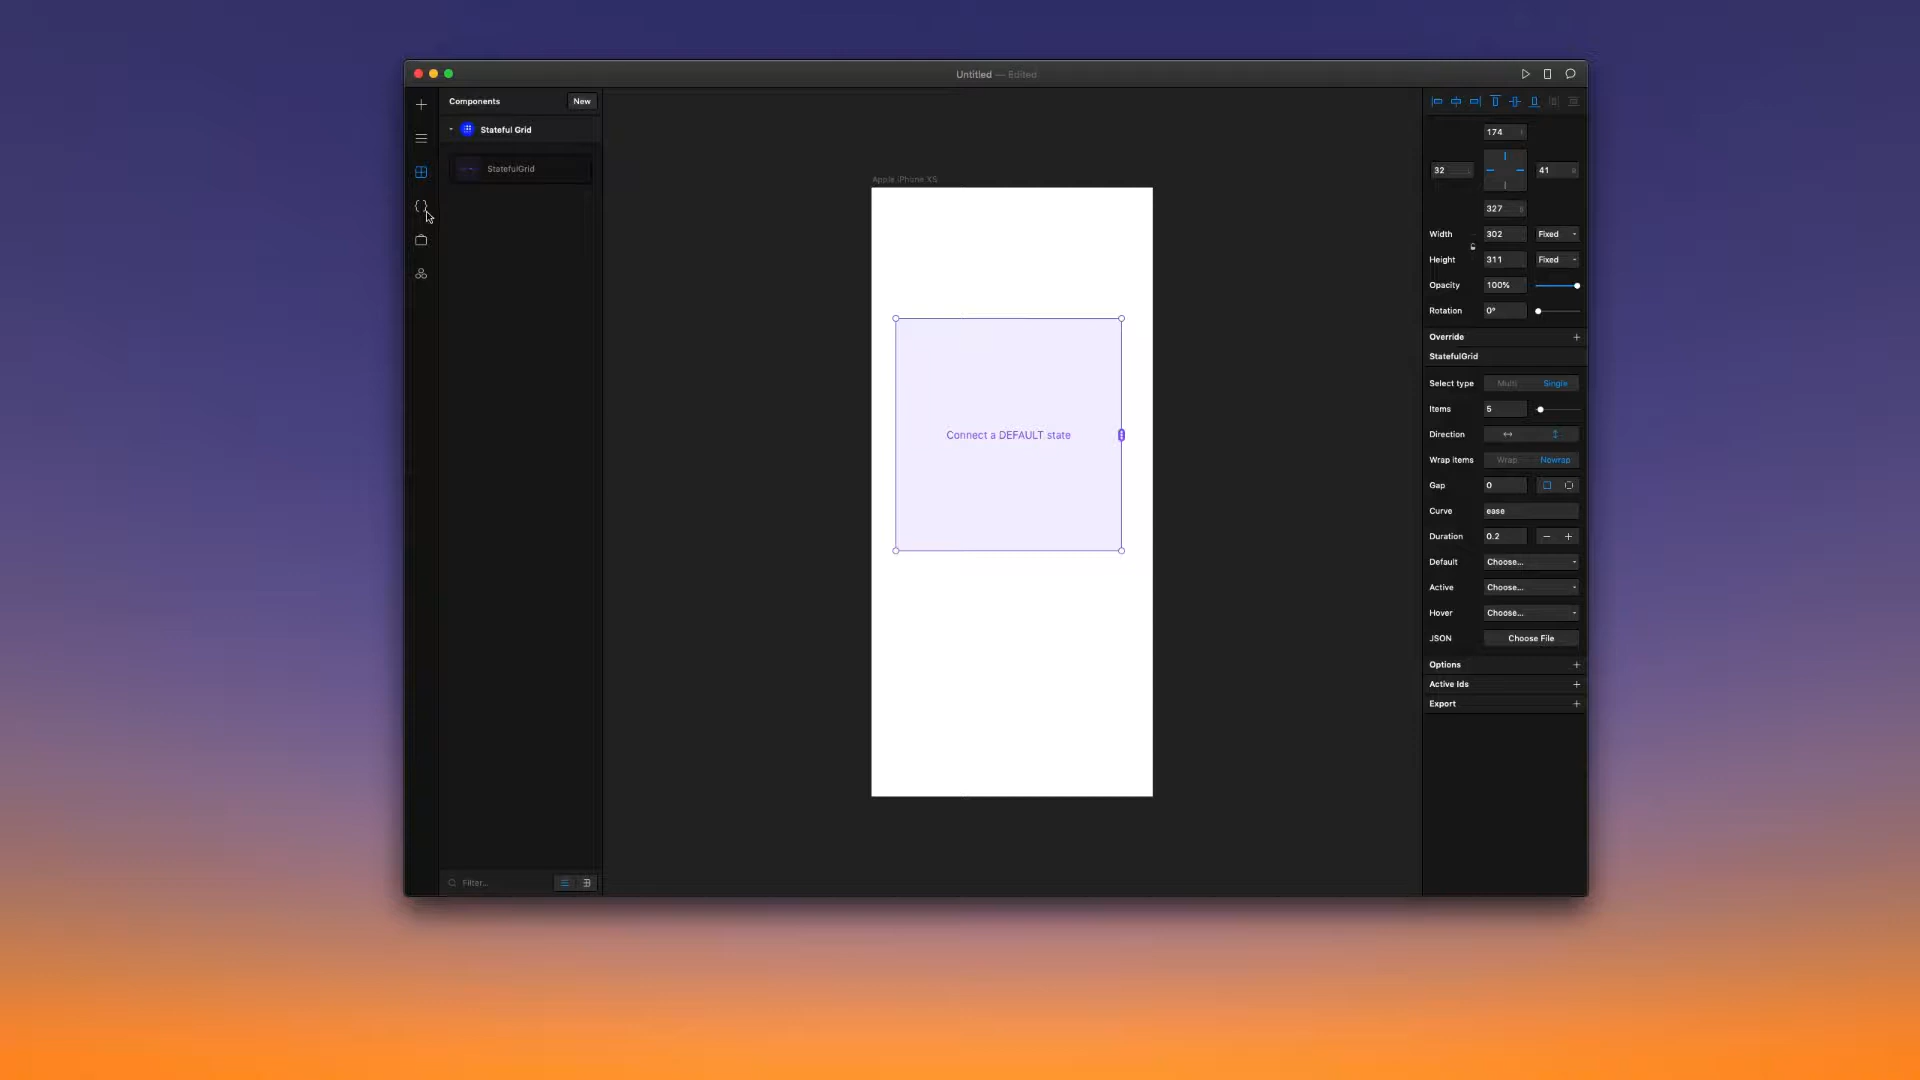 Untitled — Edited
Components
New
Stateful Grid
StatefulGrid
Filter...
Apple iPhone XS
Connect a DEFAULT state
174
32
41
327
Width 302 Fixed
Height 311 Fixed
Opacity 100%
Rotation 0°
Override
StatefulGrid
Select type Multi Single
Items 5
Direction
Wrap items Wrap Nowrap
Gap 0
Curve ease
Duration 0.2
Default Choose...
Active Choose...
Hover Choose...
JSON Choose File
Options
Active Ids
Export